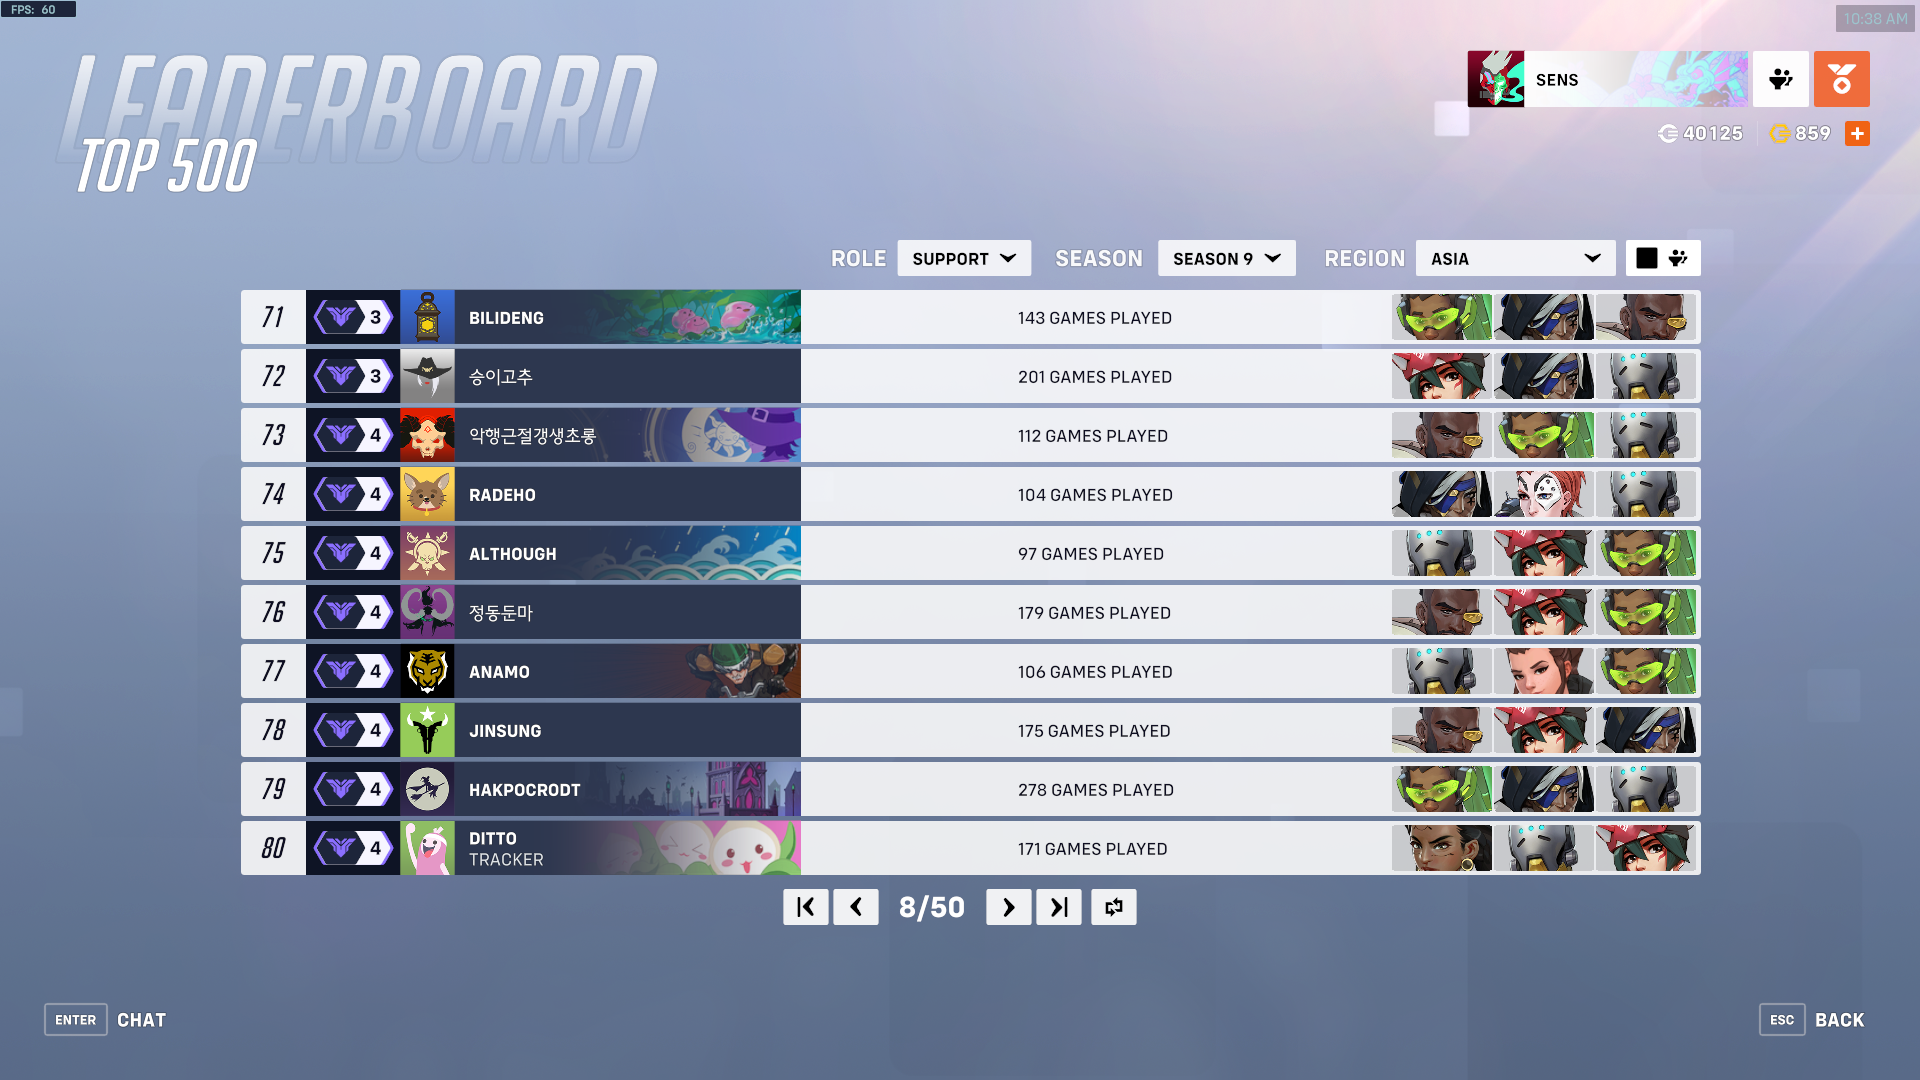 FPS: 60
10:38 AM
LEADERBOARD
TOP 500
SENS
40125
859
ROLE SUPPORT SEASON SEASON 9 REGION ASIA
71 3 BILIDENG 143 GAMES PLAYED
72 3 승이고추 201 GAMES PLAYED
73 4 악행근절갱생초롱 112 GAMES PLAYED
74 4 RADEHO 104 GAMES PLAYED
75 4 ALTHOUGH 97 GAMES PLAYED
76 4 정동둔마 179 GAMES PLAYED
77 4 ANAMO 106 GAMES PLAYED
78 4 JINSUNG 175 GAMES PLAYED
79 4 HAKPOCRODT 278 GAMES PLAYED
80 4 DITTO 171 GAMES PLAYED
TRACKER
8/50
ENTER CHAT
ESC BACK